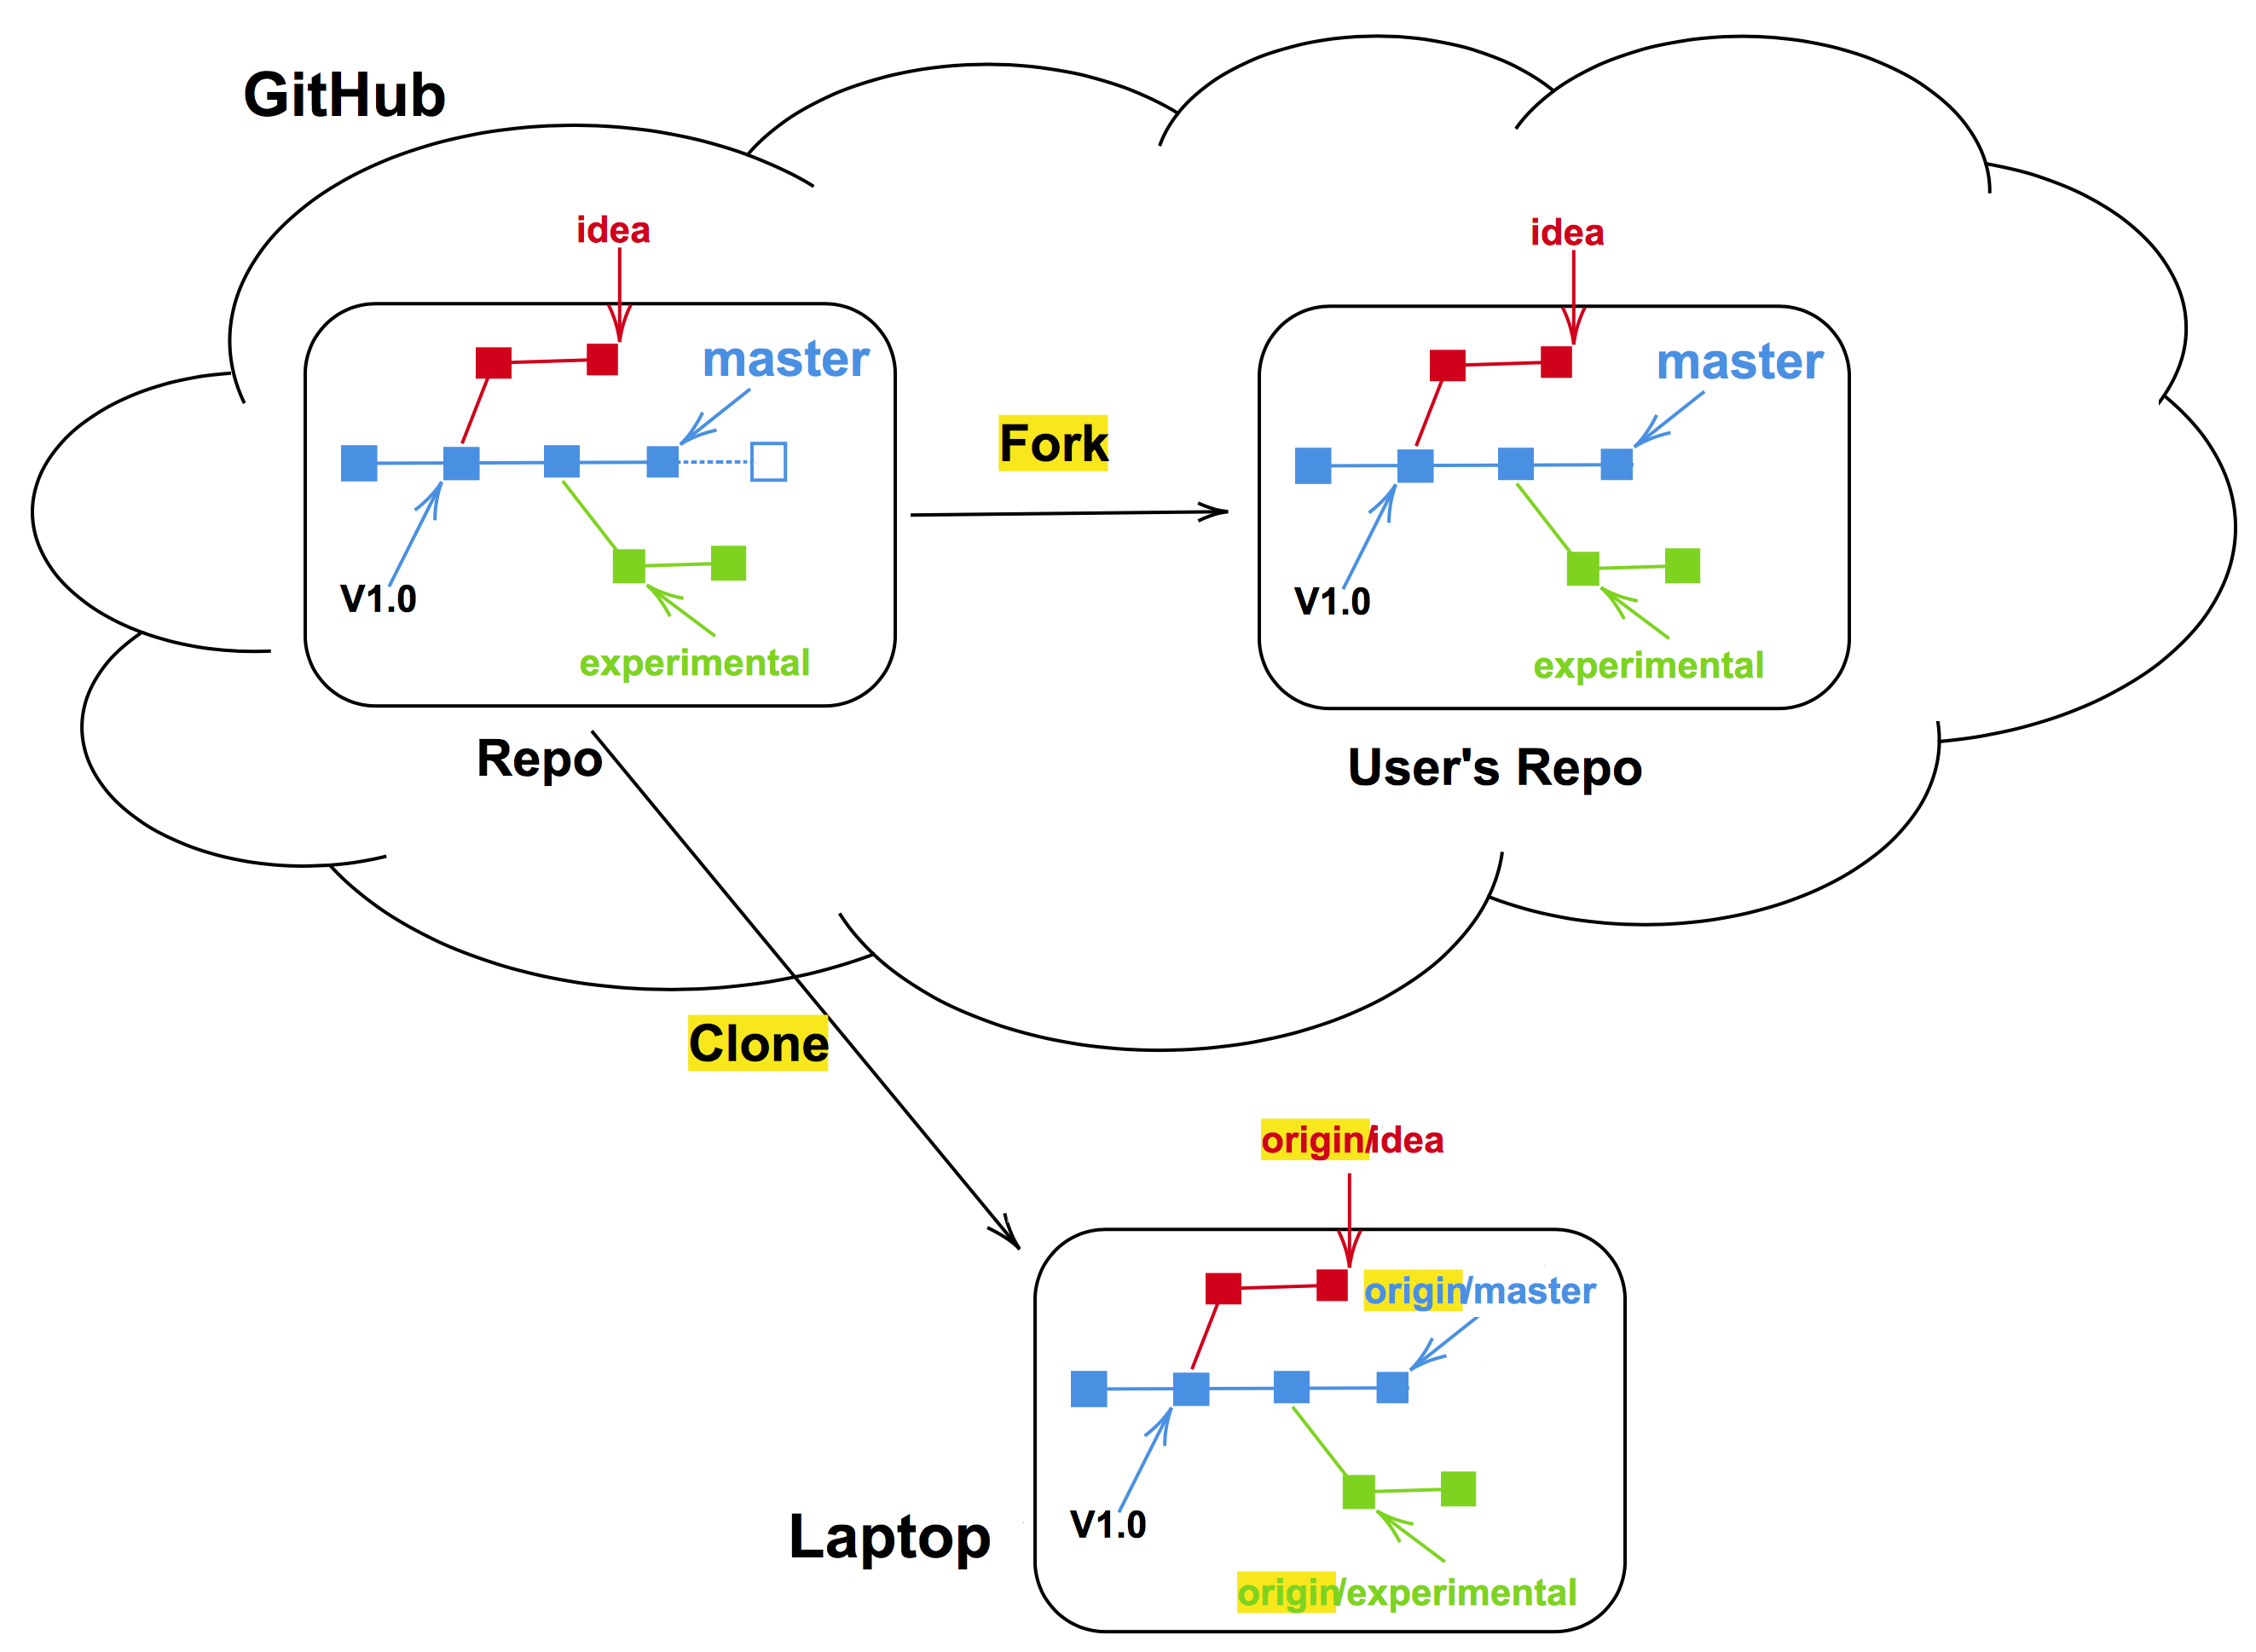 GitHub
idea
master
V1.0
experimental
Repo
Fork
idea
master
V1.0
experimental
User's Repo
Clone
origin/idea
origin/master
V1.0
origin/experimental
Laptop